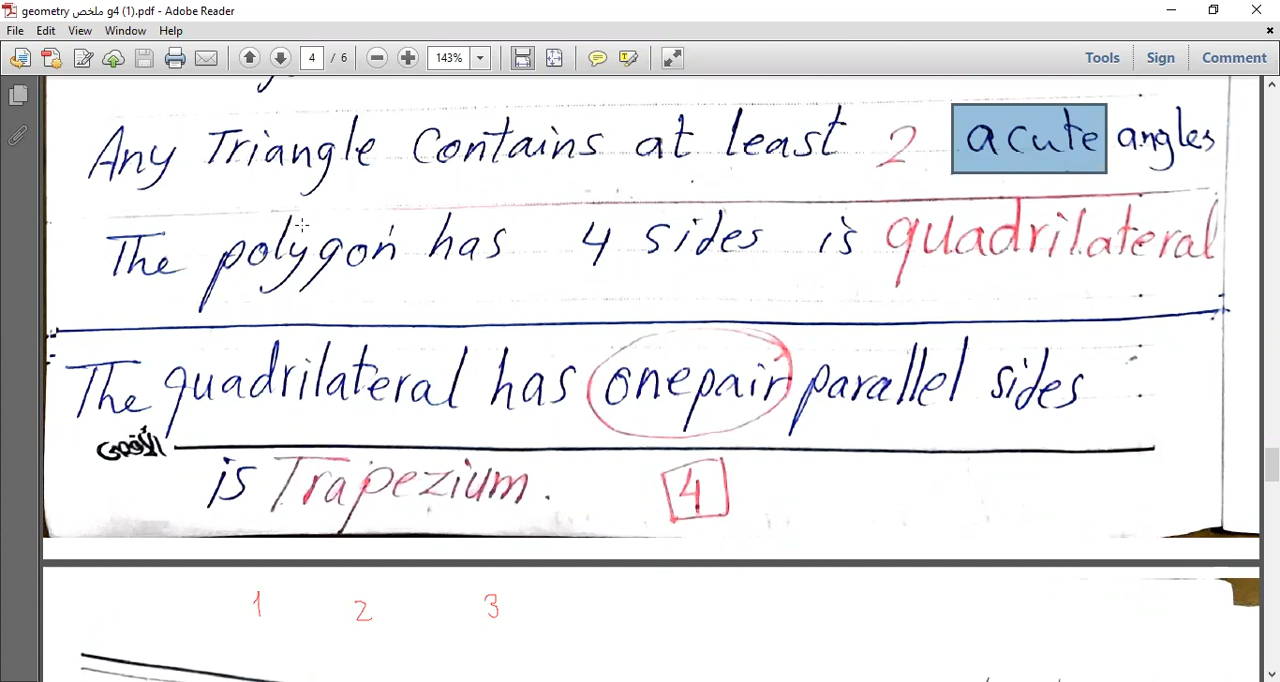 geometry ملخص g4 (1).pdf - Adobe Reader
File Edit View Window Help
4 / 6 143% Tools Sign Comment
Any Triangle Contains at least 2 acute angles
The polygon has 4 sides is quadrilateral
The quadrilateral has onepair parallel sides
الأقصى
is Trapezium. 4
1 2 3